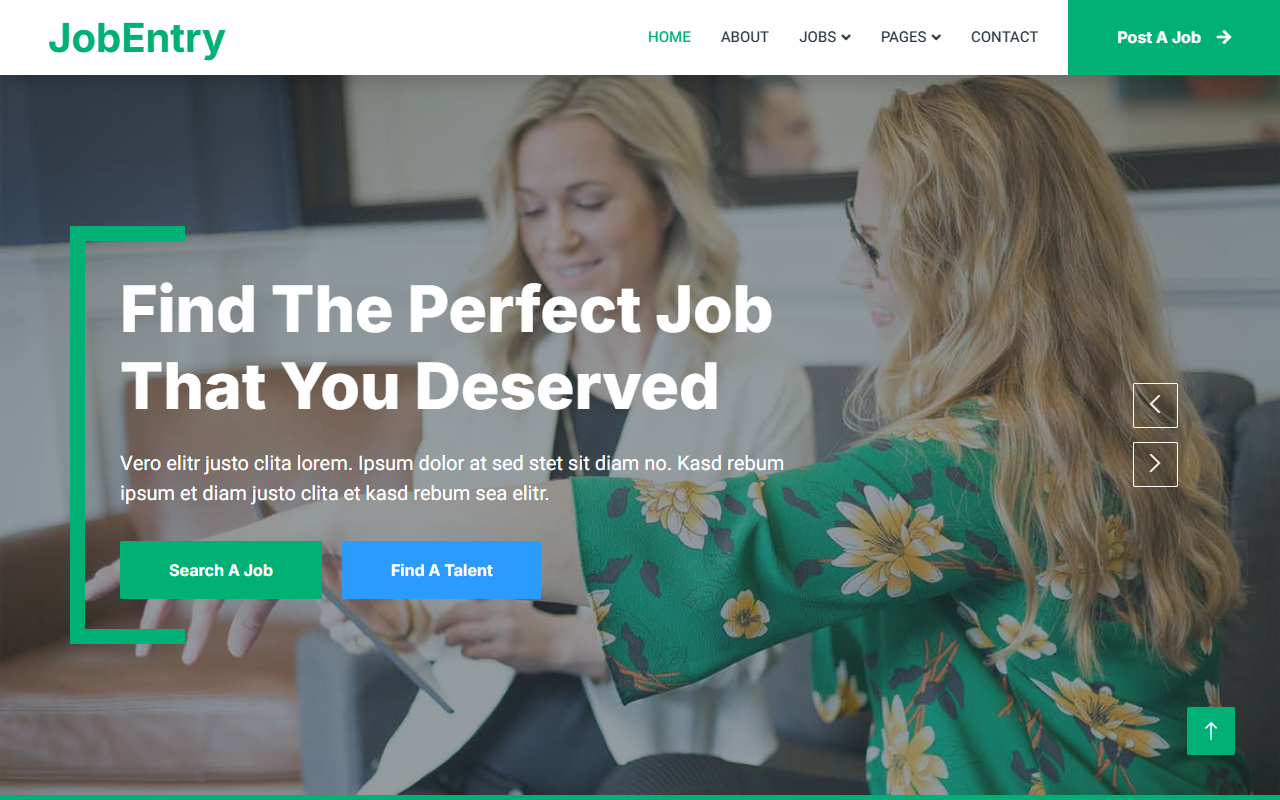 JobEntry
HOME
ABOUT
JOBS
PAGES
CONTACT
Post A Job
Find The Perfect Job
That You Deserved
Vero elitr justo clita lorem. Ipsum dolor at sed stet sit diam no. Kasd rebum
ipsum et diam justo clita et kasd rebum sea elitr.
Search A Job
Find A Talent